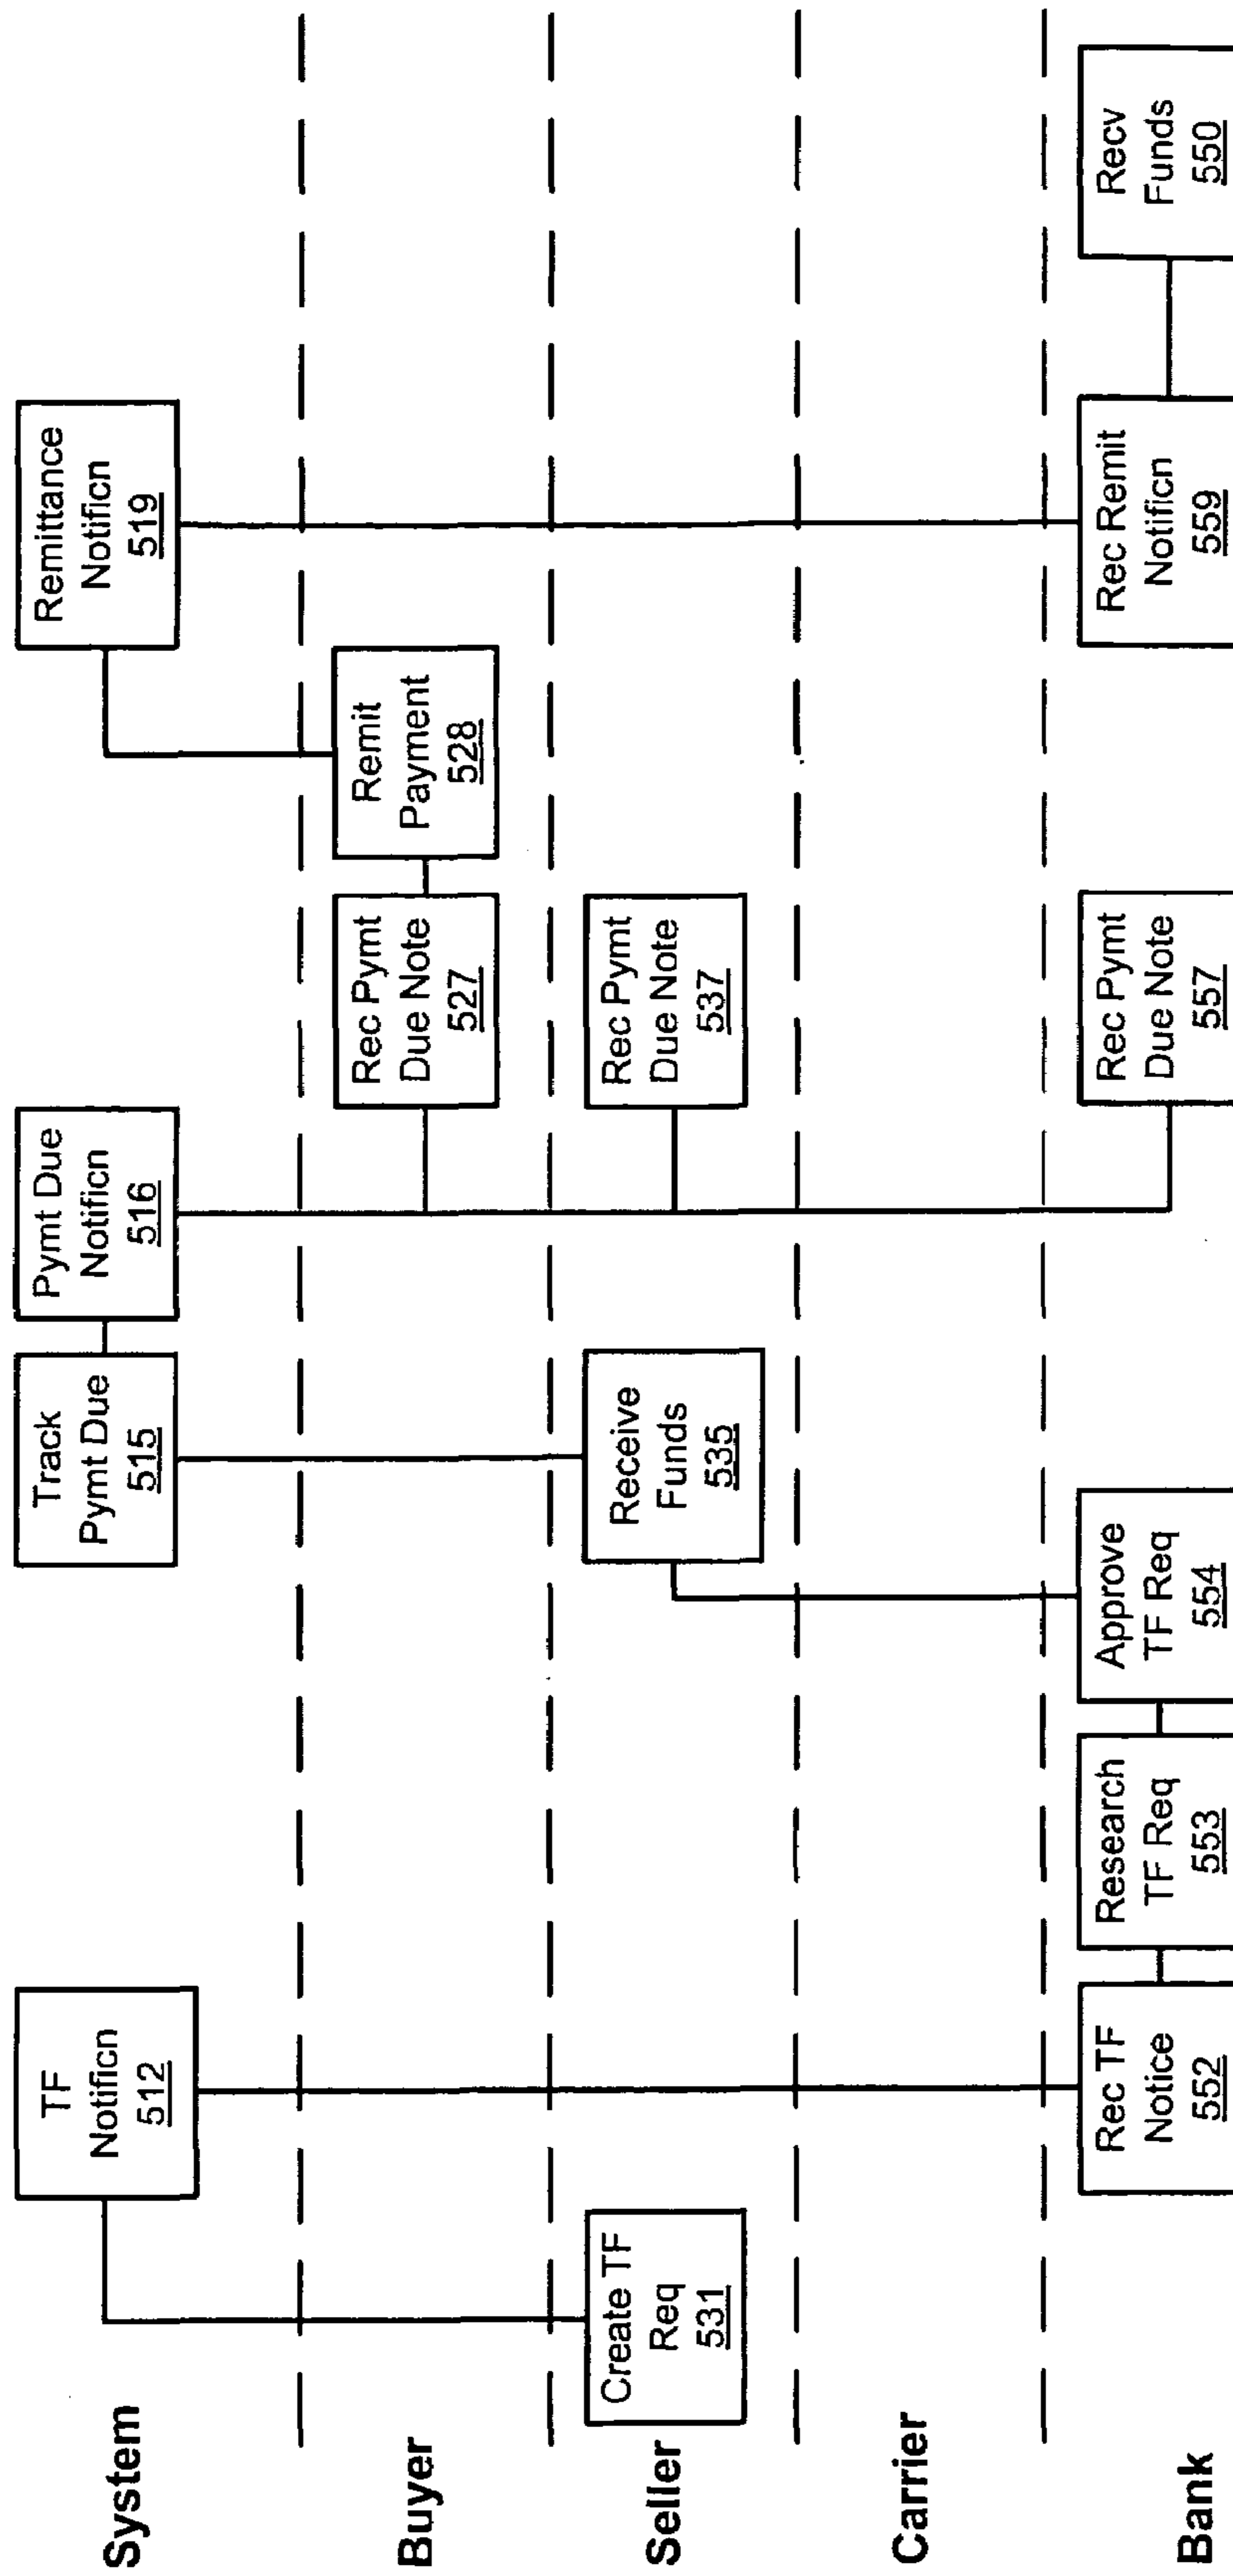 System
TF
Notificn
512
Track
Pymt Due
515
Pymt Due
Notificn
516
Remittance
Notificn
519
Buyer
Rec Pymt
Due Note
527
Remit
Payment
528
Seller
Create TF
Req
531
Receive
Funds
535
Rec Pymt
Due Note
537
Carrier
Bank
Rec TF
Notice
552
Research
TF Req
553
Approve
TF Req
554
Rec Pymt
Due Note
557
Rec Remit
Notificn
559
Recv
Funds
550